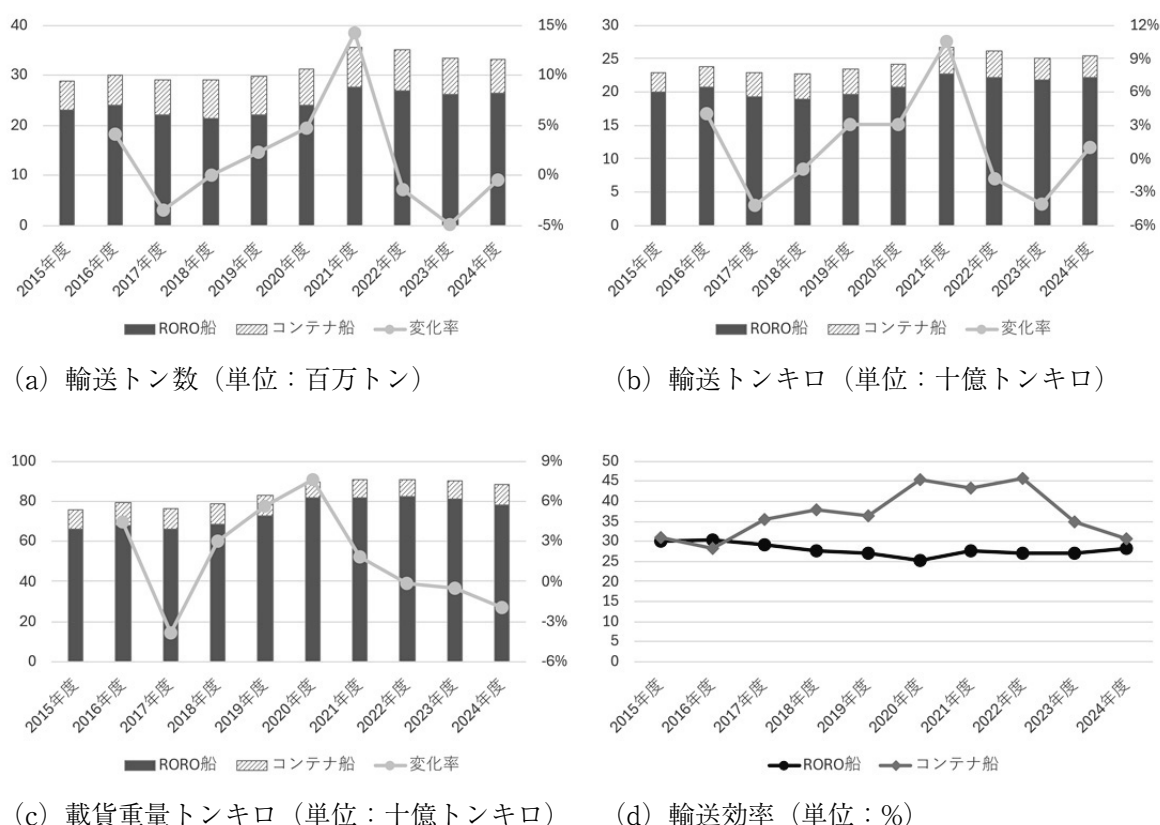 40
30
20
10
0
15%
10%
5%
0%
-5%
2015年度
2016年度
2017年度
2018年度
2019年度
2020年度
2021年度
2022年度
2023年度
2024年度
RORO船 コンテナ船 変化率
(a) 輸送トン数（単位：百万トン）
30
25
20
15
10
5
0
12%
9%
6%
3%
0%
-3%
-6%
2015年度
2016年度
2017年度
2018年度
2019年度
2020年度
2021年度
2022年度
2023年度
2024年度
RORO船 コンテナ船 変化率
(b) 輸送トンキロ（単位：十億トンキロ）
100
80
60
40
20
0
9%
6%
3%
0%
-3%
-6%
2015年度
2016年度
2017年度
2018年度
2019年度
2020年度
2021年度
2022年度
2023年度
2024年度
RORO船 コンテナ船 変化率
(c) 載貨重量トンキロ（単位：十億トンキロ）
50
45
40
35
30
25
20
15
10
5
0
2015年度
2016年度
2017年度
2018年度
2019年度
2020年度
2021年度
2022年度
2023年度
2024年度
RORO船 コンテナ船
(d) 輸送効率（単位：%）